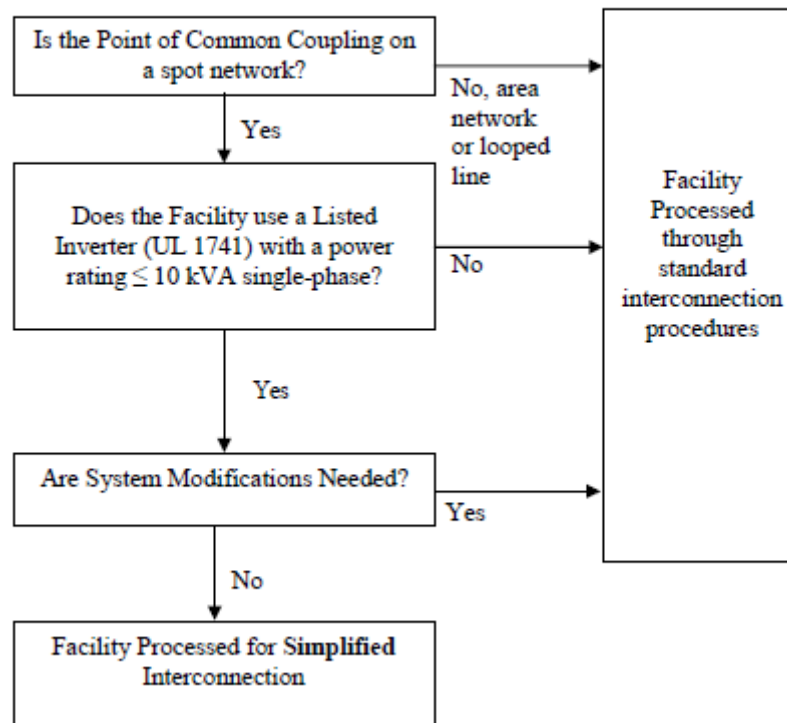 Is the Point of Common Coupling on
a spot network?
No, area
network
or looped
line
Yes
Does the Facility use a Listed
Inverter (UL 1741) with a power
rating ≤ 10 kVA single-phase?
No
Facility
Processed
through
standard
interconnection
procedures
Yes
Are System Modifications Needed?
Yes
No
Facility Processed for Simplified
Interconnection